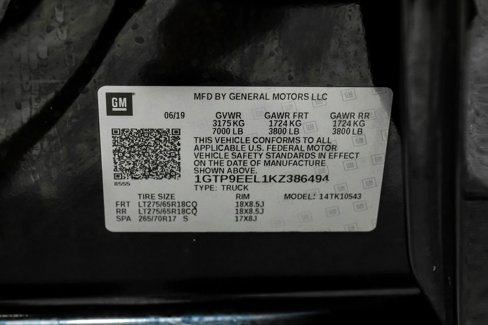 GM
MFD BY GENERAL MOTORS LLC
06/19 GVWR GAWR FRT GAWR RR
3175 KG 1724 KG 1724 KG
7000 LB 3800 LB 3800 LB
THIS VEHICLE CONFORMS TO ALL
APPLICABLE U.S. FEDERAL MOTOR
VEHICLE SAFETY STANDARDS IN EFFECT
ON THE DATE OF MANUFACTURE
SHOWN ABOVE.
1GTP9EEL1KZ386494
TYPE: TRUCK
TIRE SIZE RIM MODEL: 14TK10543
FRT LT275/65R18CQ 18X8.5J
RR LT275/65R18CQ 18X8.5J
SPA 265/70R17 S 17X8J